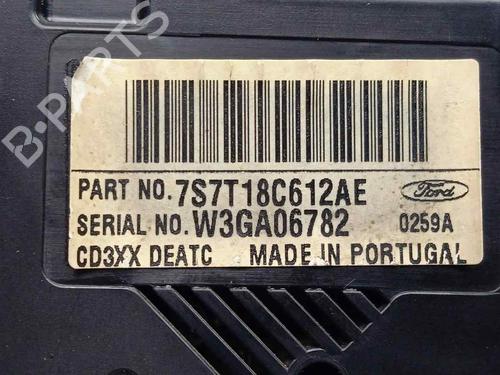 B-PARTS
PART NO. 7S7T18C612AE Ford
SERIAL NO. W3GA06782 0259A
CD3XX DEATC MADE IN PORTUGAL